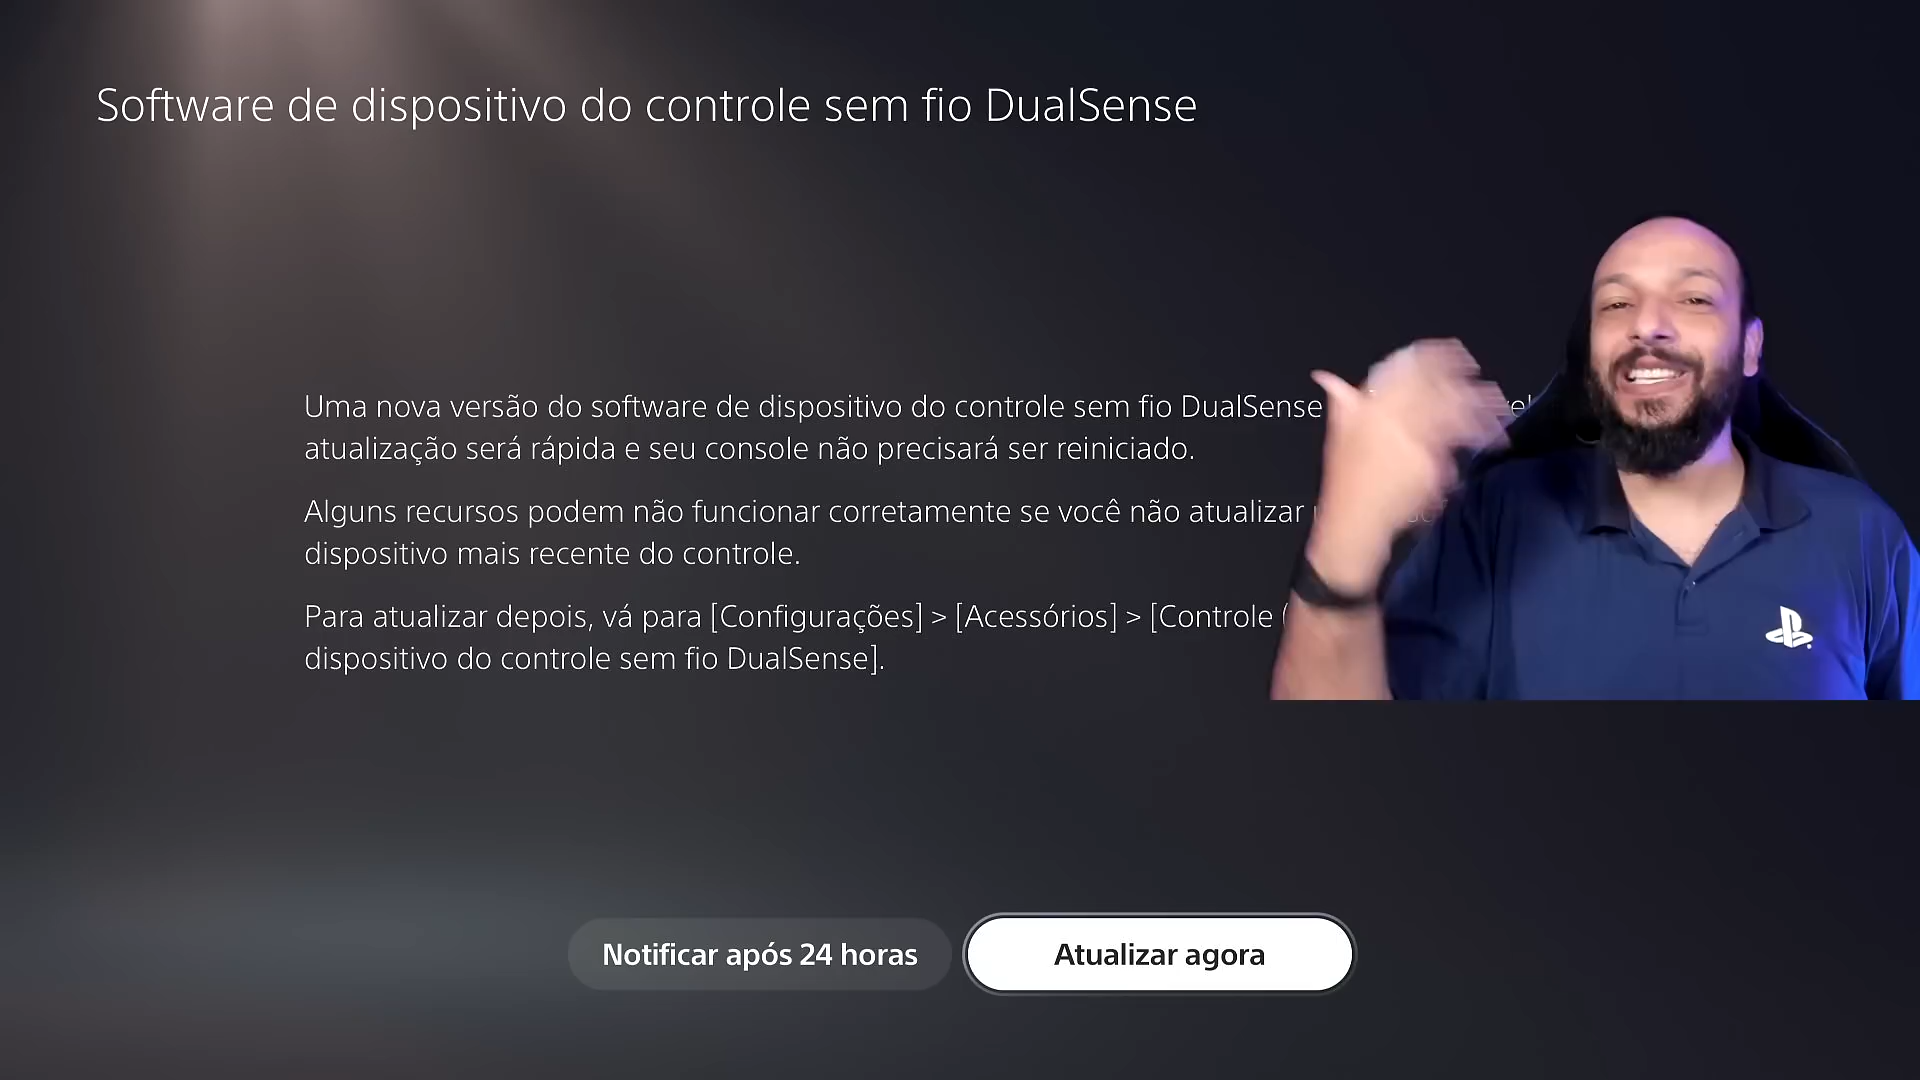 Software de dispositivo do controle sem fio DualSense
Uma nova versão do software de dispositivo do controle sem fio DualSense
atualização será rápida e seu console não precisará ser reiniciado.
Alguns recursos podem não funcionar corretamente se você não atualizar
dispositivo mais recente do controle.
Para atualizar depois, vá para [Configurações] > [Acessórios] > [Controle (
dispositivo do controle sem fio DualSense].
Notificar após 24 horas
Atualizar agora